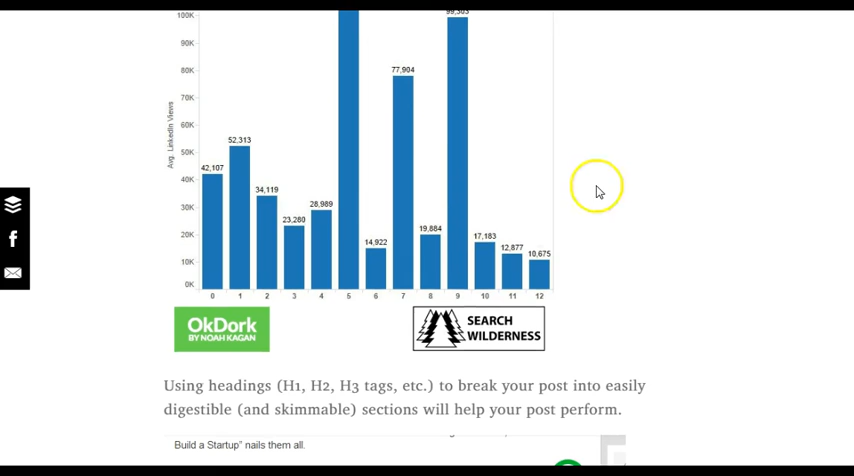 100K
99,303
90K
80K
77,904
70K
60K
Avg. LinkedIn Views
50K
52,313
40K
42,107
34,119
30K
28,989
23,280
20K
19,884
17,183
14,922
12,877
10,675
10K
0K
0 1 2 3 4 5 6 7 8 9 10 11 12
OkDork
BY NOAH KAGAN
SEARCH
WILDERNESS
f
Using headings (H1, H2, H3 tags, etc.) to break your post into easily
digestible (and skimmable) sections will help your post perform.
Build a Startup" nails them all.